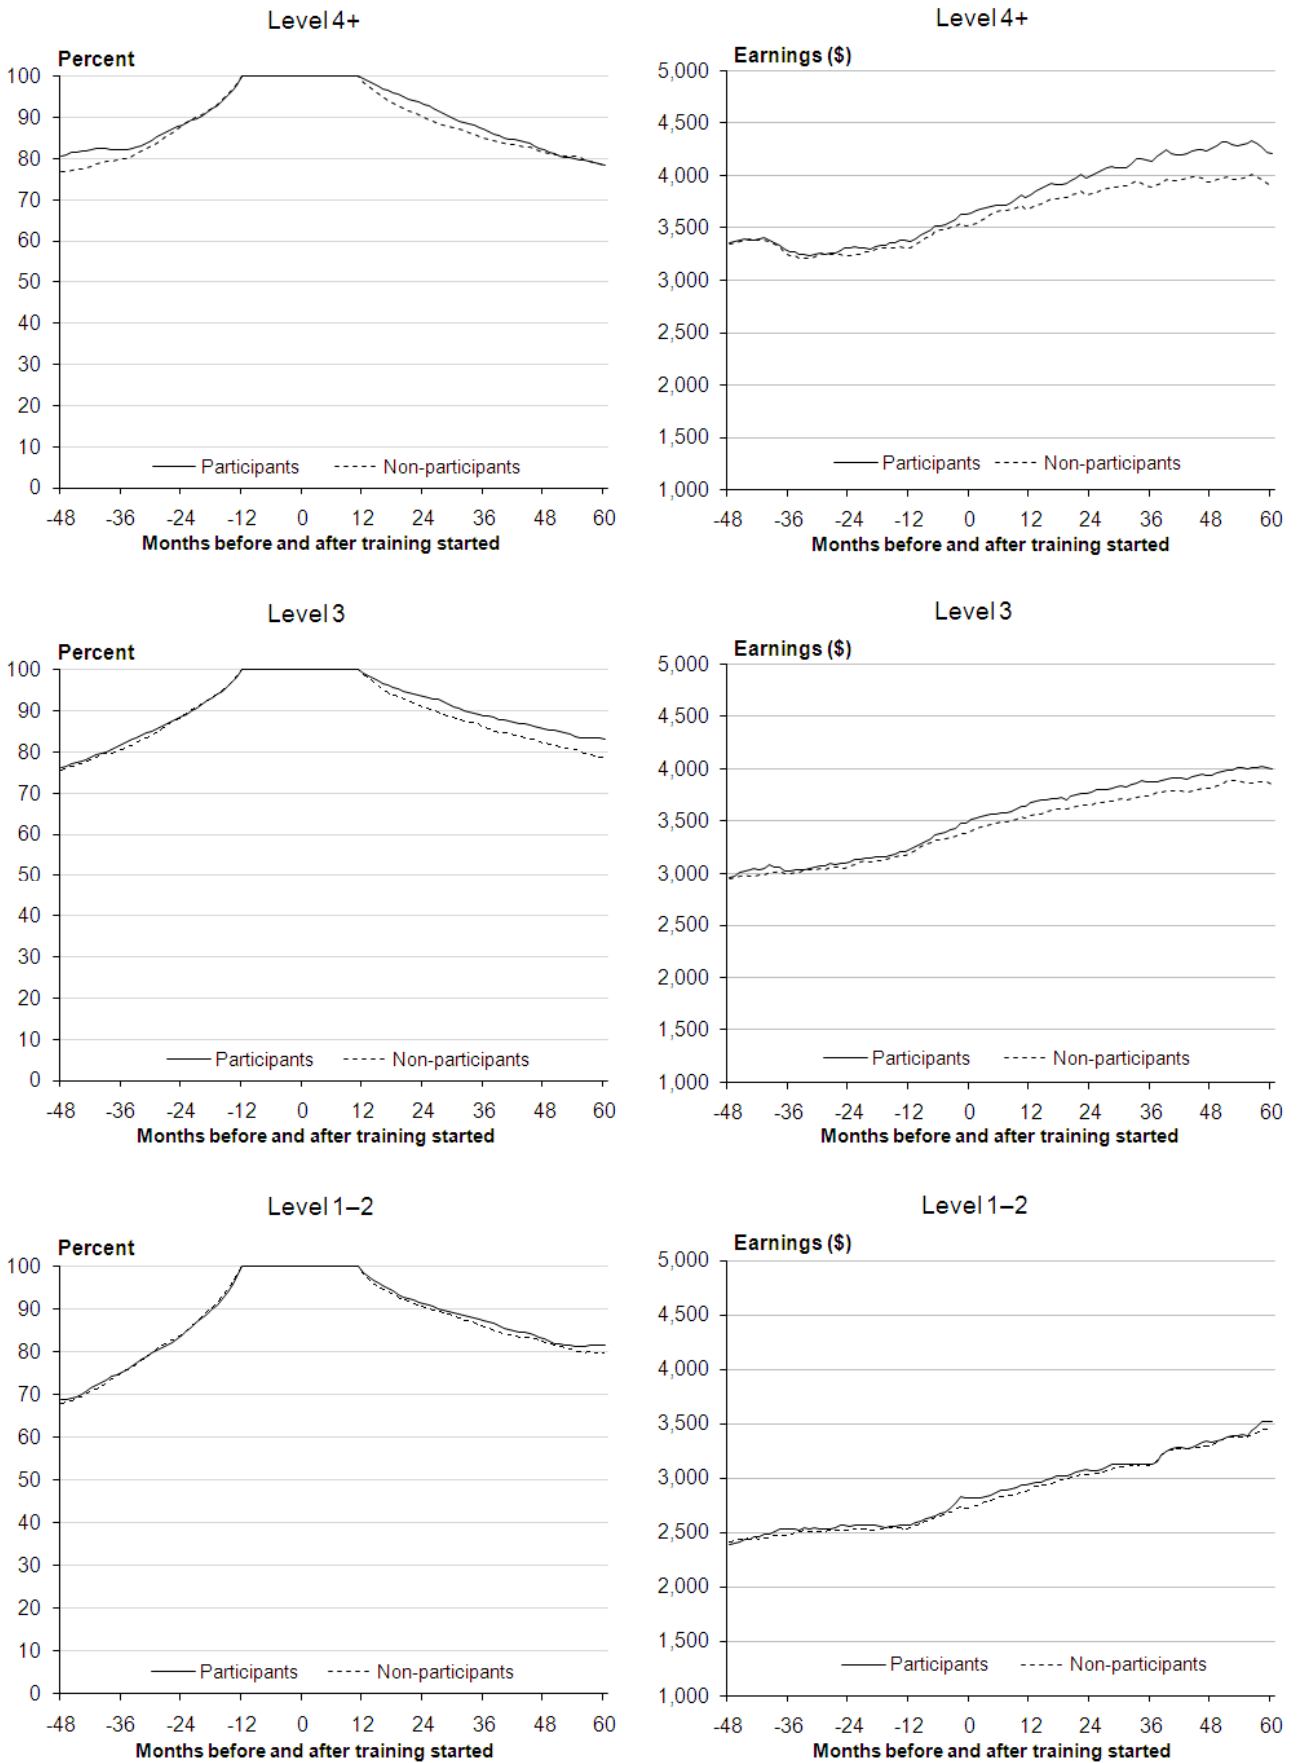 Level 4+
Percent
100
90
80
70
60
50
40
30
20
10
0
Participants Non-participants
-48 -36 -24 -12 0 12 24 36 48 60
Months before and after training started
Level 4+
Earnings ($)
5,000
4,500
4,000
3,500
3,000
2,500
2,000
1,500
1,000
Participants Non-participants
-48 -36 -24 -12 0 12 24 36 48 60
Months before and after training started
Level 3
Percent
100
90
80
70
60
50
40
30
20
10
0
Participants Non-participants
-48 -36 -24 -12 0 12 24 36 48 60
Months before and after training started
Level 3
Earnings ($)
5,000
4,500
4,000
3,500
3,000
2,500
2,000
1,500
1,000
Participants Non-participants
-48 -36 -24 -12 0 12 24 36 48 60
Months before and after training started
Level 1–2
Percent
100
90
80
70
60
50
40
30
20
10
0
Participants Non-participants
-48 -36 -24 -12 0 12 24 36 48 60
Months before and after training started
Level 1–2
Earnings ($)
5,000
4,500
4,000
3,500
3,000
2,500
2,000
1,500
1,000
Participants Non-participants
-48 -36 -24 -12 0 12 24 36 48 60
Months before and after training started